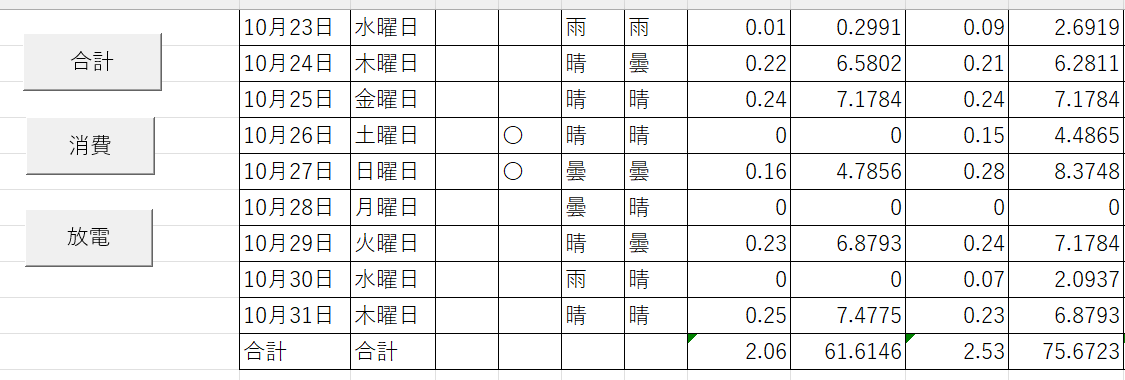 合計
消費
放電
10月23日 水曜日 雨 雨 0.01 0.2991 0.09 2.6919
10月24日 木曜日 晴 曇 0.22 6.5802 0.21 6.2811
10月25日 金曜日 晴 晴 0.24 7.1784 0.24 7.1784
10月26日 土曜日 〇 晴 晴 0 0 0.15 4.4865
10月27日 日曜日 〇 曇 曇 0.16 4.7856 0.28 8.3748
10月28日 月曜日 曇 晴 0 0 0 0
10月29日 火曜日 晴 曇 0.23 6.8793 0.24 7.1784
10月30日 水曜日 雨 晴 0 0 0.07 2.0937
10月31日 木曜日 晴 晴 0.25 7.4775 0.23 6.8793
合計 合計 2.06 61.6146 2.53 75.6723